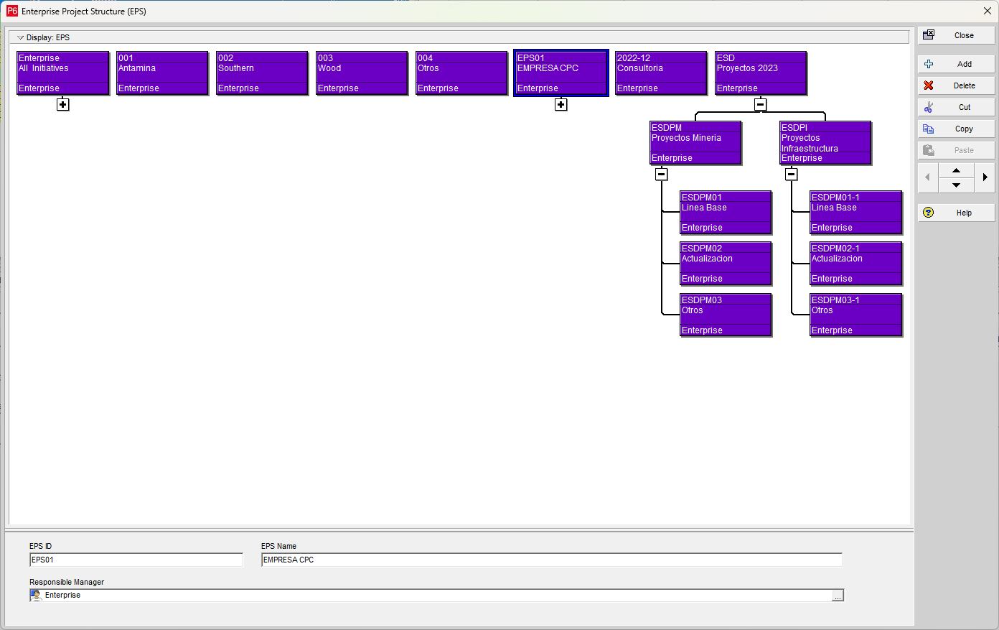 P6 Enterprise Project Structure (EPS)
Display: EPS
Close
Enterprise
All Initiatives
Enterprise
001
Antamina
Enterprise
002
Southern
Enterprise
003
Wood
Enterprise
004
Otros
Enterprise
EPS01
EMPRESA CPC
Enterprise
2022-12
Consultoria
Enterprise
ESD
Proyectos 2023
Enterprise
Add
Delete
Cut
Copy
Paste
Help
ESDPM
Proyectos Mineria
Enterprise
ESDPI
Proyectos
Infraestructura
Enterprise
ESDPM01
Linea Base
Enterprise
ESDPM02
Actualizacion
Enterprise
ESDPM03
Otros
Enterprise
ESDPM01-1
Linea Base
Enterprise
ESDPM02-1
Actualizacion
Enterprise
ESDPM03-1
Otros
Enterprise
EPS ID
EPS01
EPS Name
EMPRESA CPC
Responsible Manager
Enterprise
...